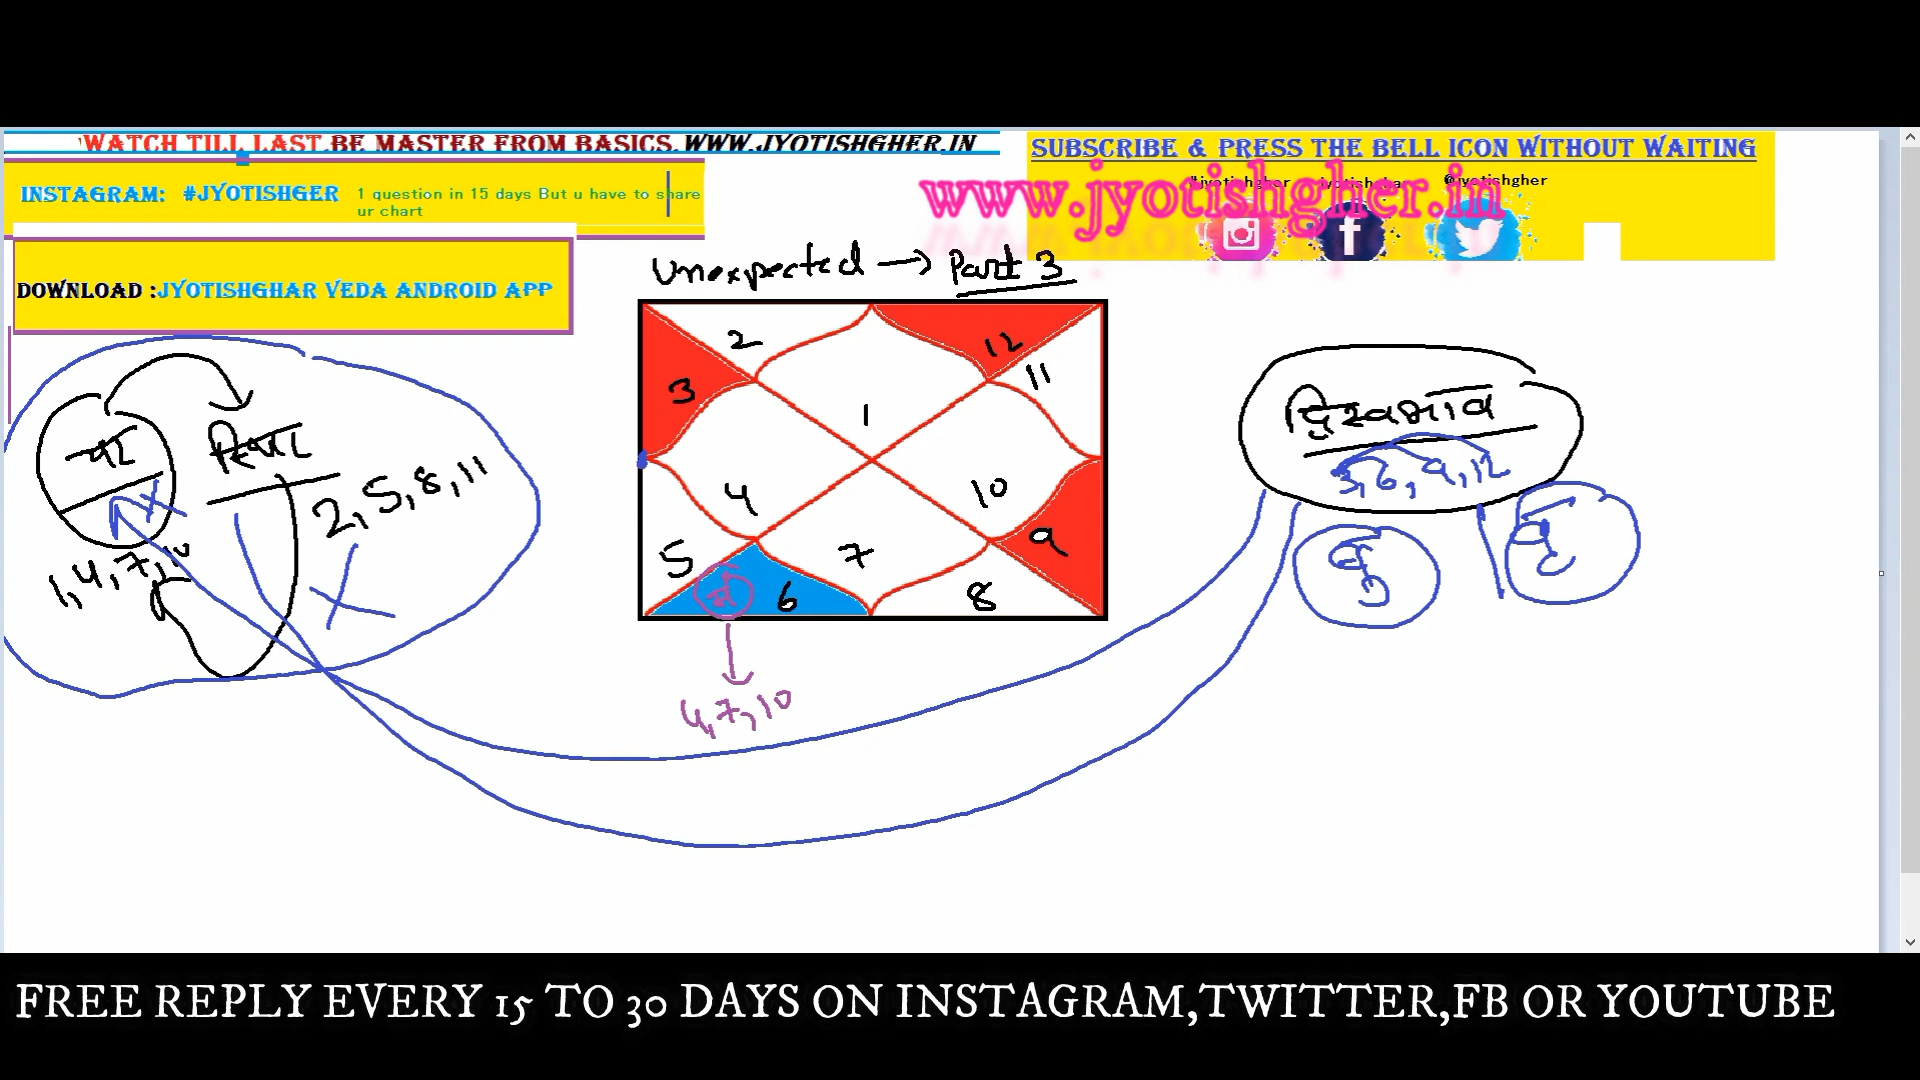 'WATCH TILL LAST.BE MASTER FROM BASICS.WWW.JYOTISHGHER.IN
SUBSCRIBE & PRESS THE BELL ICON WITHOUT WAITING
INSTAGRAM: #JYOTISHGER 1 question in 15 days But u have to share
ur chart
@jyotishgher
www.jyotishgher.in
DOWNLOAD :JYOTISHGHAR VEDA ANDROID APP
Unexpected → Part 3
2
12
3
11
1
4
10
5
7
9
मं
6
8
4,7,10
चर
स्थिर
1,4,7,10
2,5,8,11
द्विस्वभाव
3,6,9,12
FREE REPLY EVERY 15 TO 30 DAYS ON INSTAGRAM,TWITTER,FB OR YOUTUBE